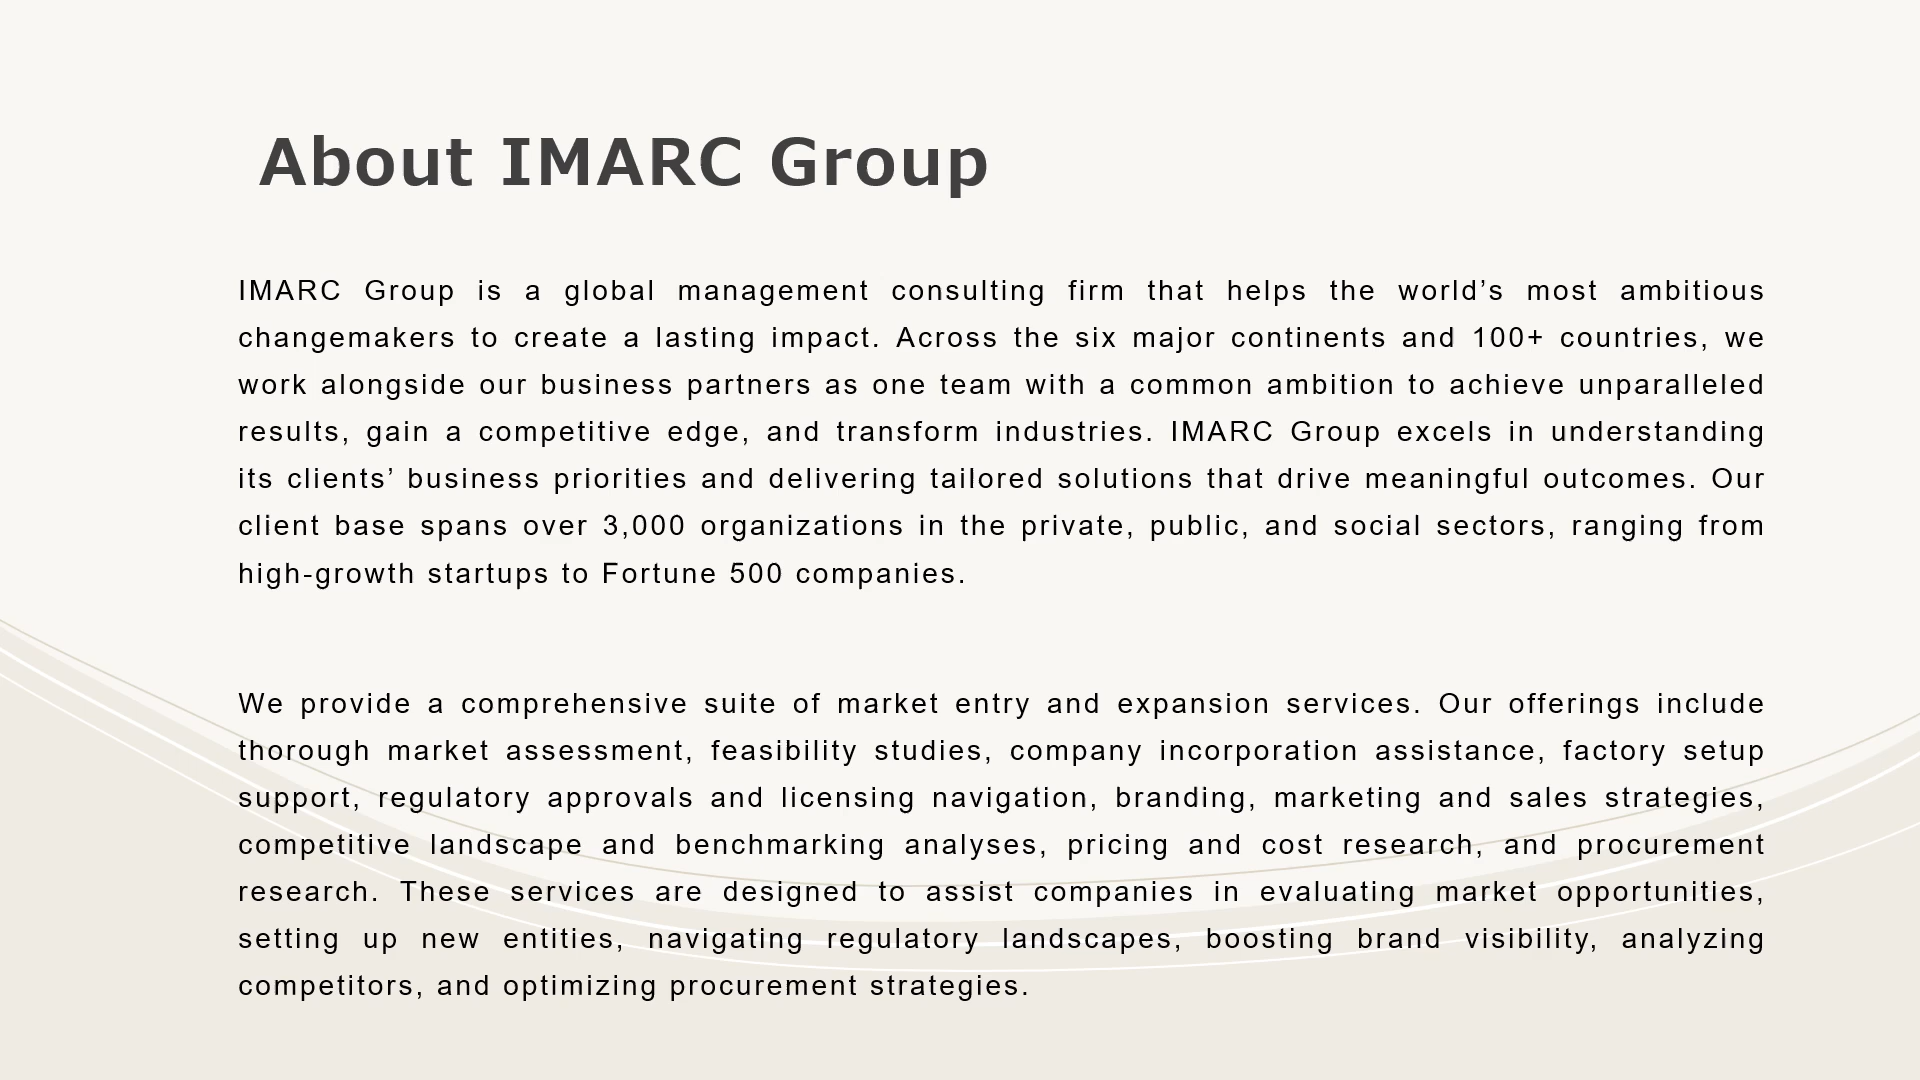 About IMARC Group
IMARC Group is a global management consulting firm that helps the world’s most ambitious
changemakers to create a lasting impact. Across the six major continents and 100+ countries, we
work alongside our business partners as one team with a common ambition to achieve unparalleled
results, gain a competitive edge, and transform industries. IMARC Group excels in understanding
its clients’ business priorities and delivering tailored solutions that drive meaningful outcomes. Our
client base spans over 3,000 organizations in the private, public, and social sectors, ranging from
high-growth startups to Fortune 500 companies.
We provide a comprehensive suite of market entry and expansion services. Our offerings include
thorough market assessment, feasibility studies, company incorporation assistance, factory setup
support, regulatory approvals and licensing navigation, branding, marketing and sales strategies,
competitive landscape and benchmarking analyses, pricing and cost research, and procurement
research. These services are designed to assist companies in evaluating market opportunities,
setting up new entities, navigating regulatory landscapes, boosting brand visibility, analyzing
competitors, and optimizing procurement strategies.